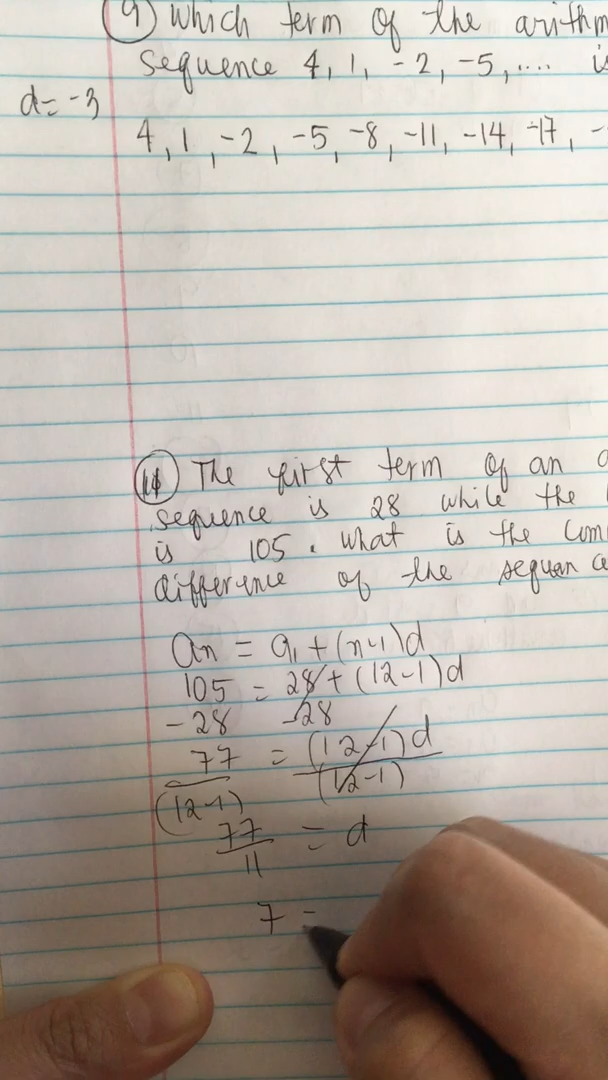 9) Which term of the arithm
sequence 4, 1, -2, -5, .... is
d = -3
4, 1, -2, -5, -8, -11, -14, -17, -
The first term of an a
sequence is 28 while the
is 105. What is the com
difference of the sequence
an = a1 + (n-1)d
105 = 28 + (12-1)d
-28 -28
77 = (12-1)d
(12-1) (12-1)
77 = d
11
7 =